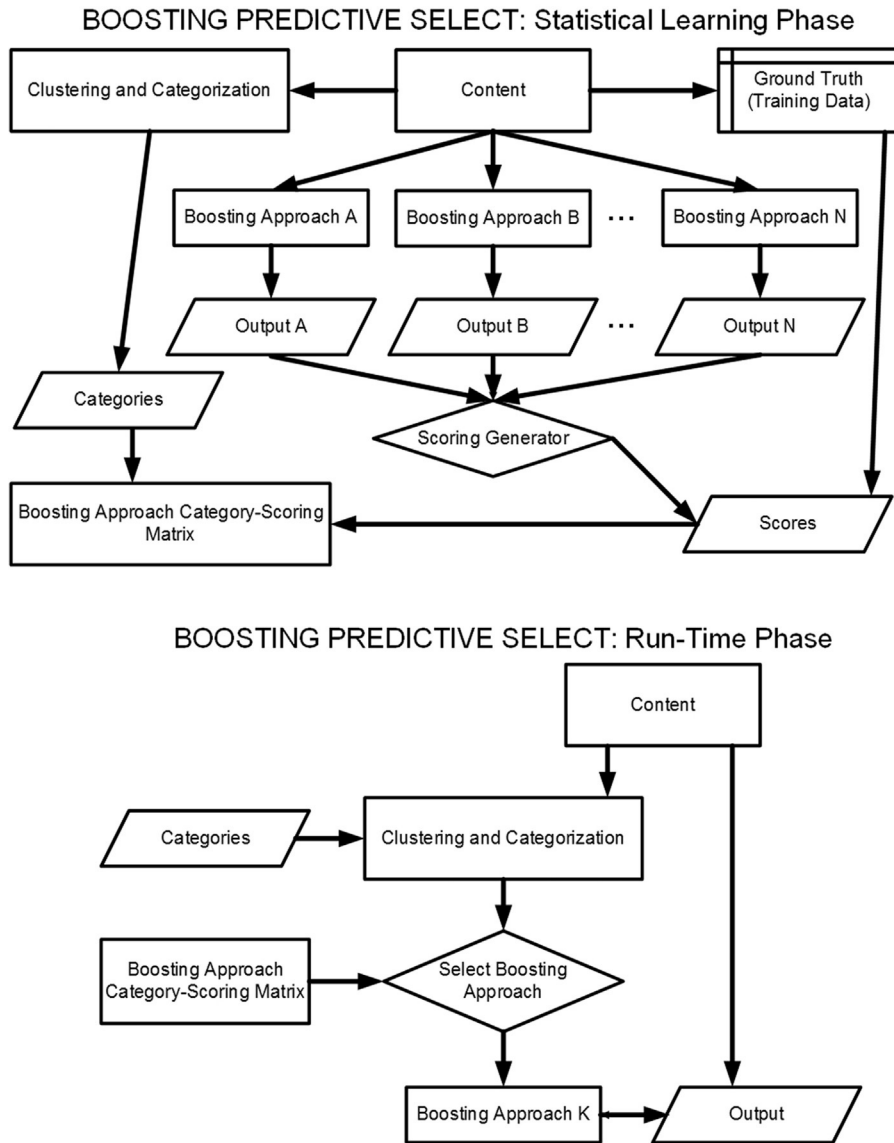 BOOSTING PREDICTIVE SELECT: Statistical Learning Phase
Clustering and Categorization
Content
Ground Truth
(Training Data)
Boosting Approach A
Boosting Approach B
...
Boosting Approach N
Output A
Output B
...
Output N
Categories
Scoring Generator
Boosting Approach Category-Scoring
Matrix
Scores
BOOSTING PREDICTIVE SELECT: Run-Time Phase
Content
Categories
Clustering and Categorization
Boosting Approach
Category-Scoring Matrix
Select Boosting
Approach
Boosting Approach K
Output